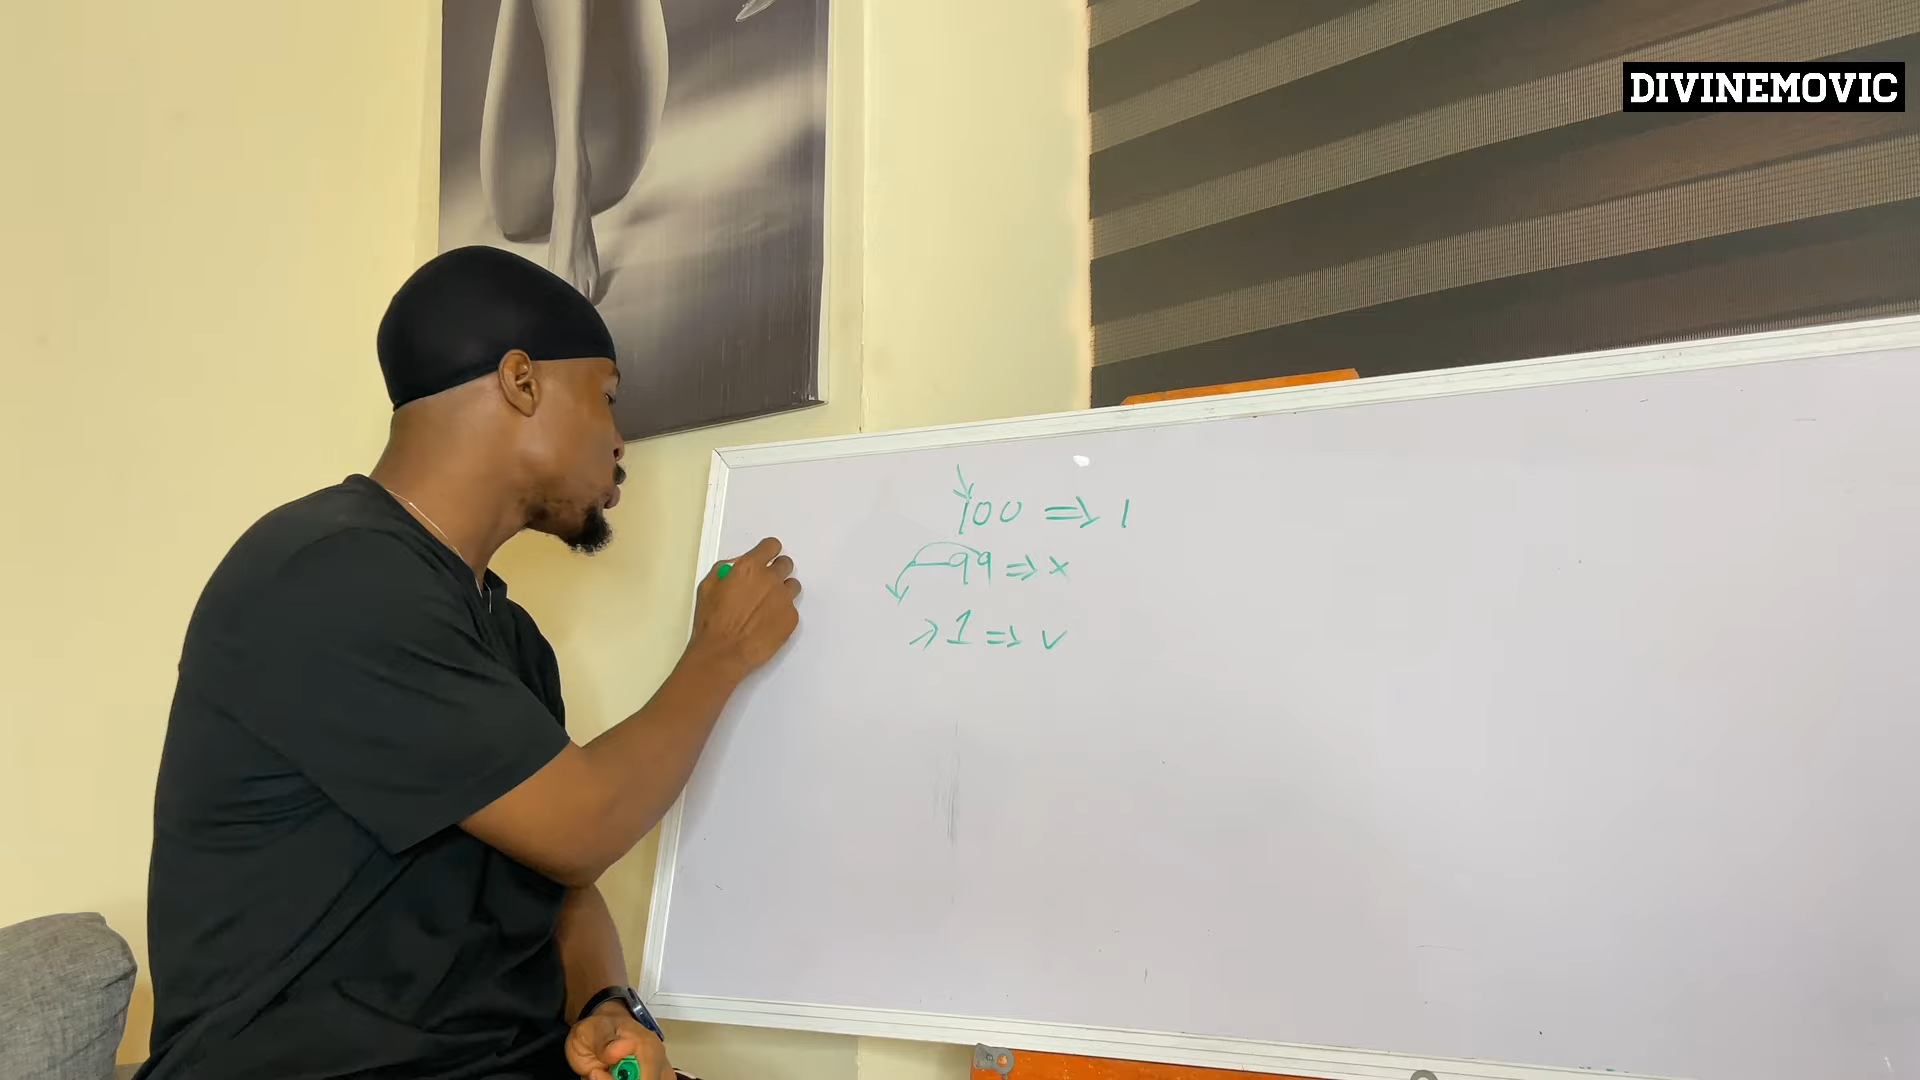 DIVINEMOVIC
100 ⇒ 1
99 ⇒ x
> 1 ⇒ v